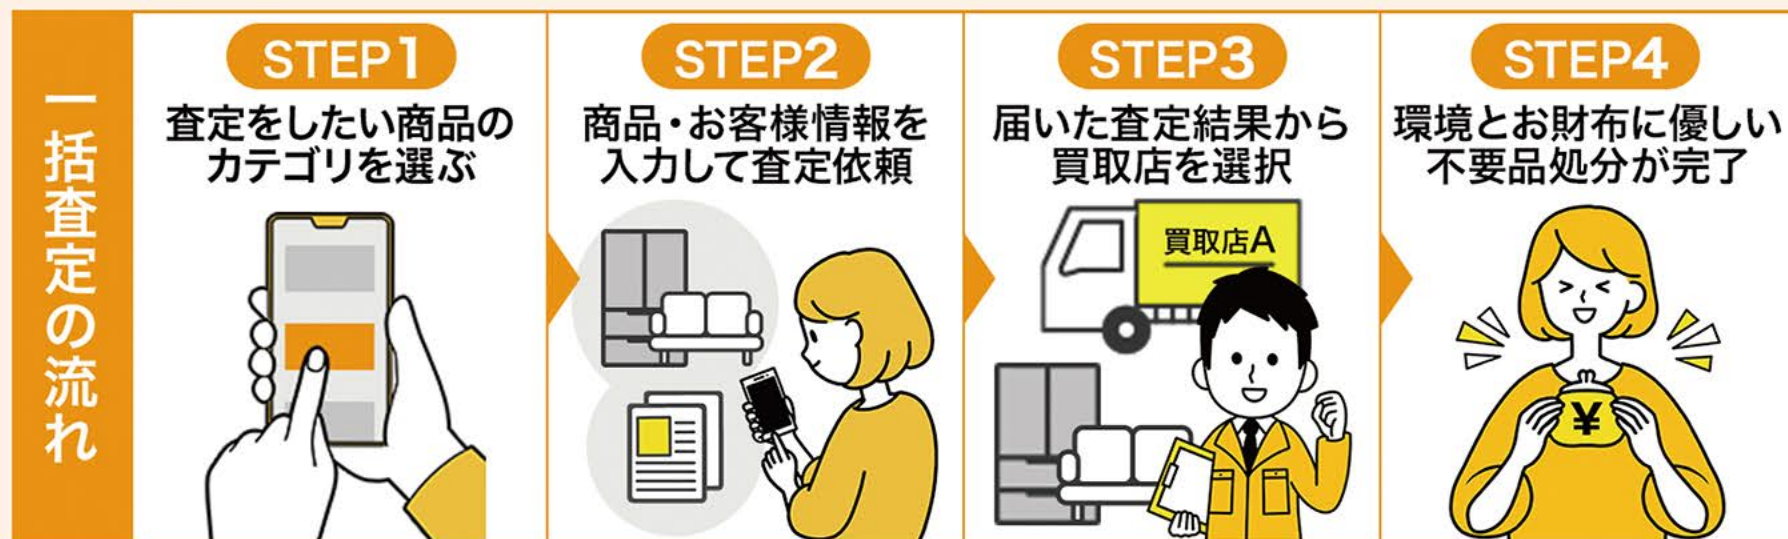 一括査定の流れ
STEP1
査定をしたい商品の
カテゴリを選ぶ
STEP2
商品・お客様情報を
入力して査定依頼
STEP3
届いた査定結果から
買取店を選択
買取店A
STEP4
環境とお財布に優しい
不要品処分が完了
¥